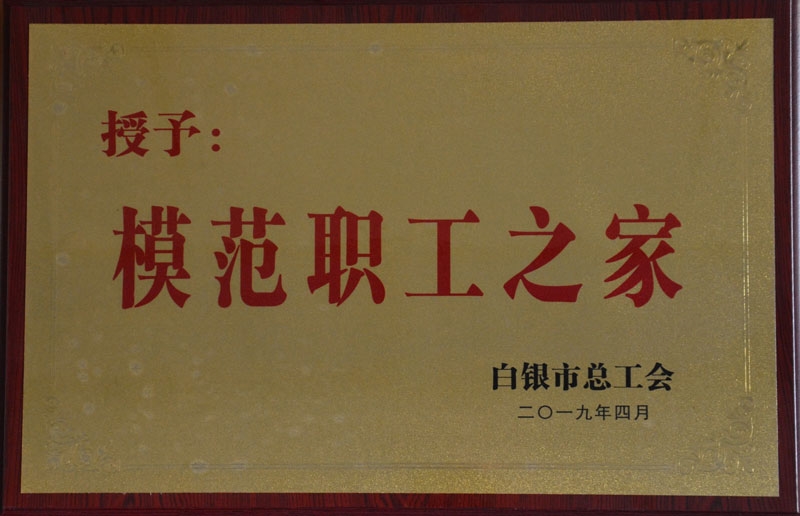 授予：
模范职工之家
白银市总工会
二〇一九年四月